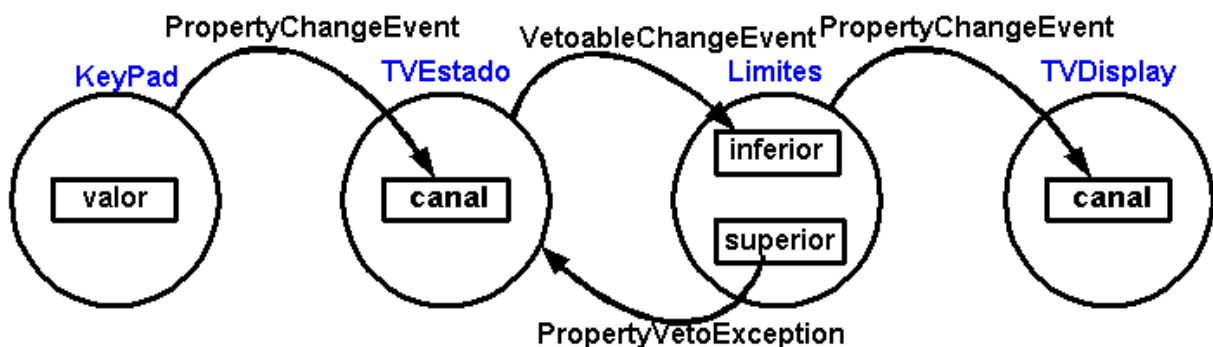 PropertyChangeEvent
VetoableChangeEvent
PropertyChangeEvent
KeyPad
TVEstado
Limites
TVDisplay
valor
canal
inferior
superior
canal
PropertyVetoException